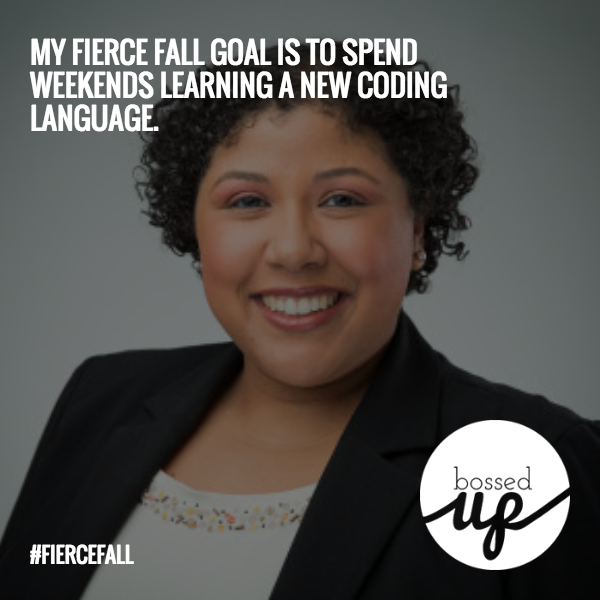 MY FIERCE FALL GOAL IS TO SPEND
WEEKENDS LEARNING A NEW CODING
LANGUAGE.
bossed
up
#FIERCEFALL